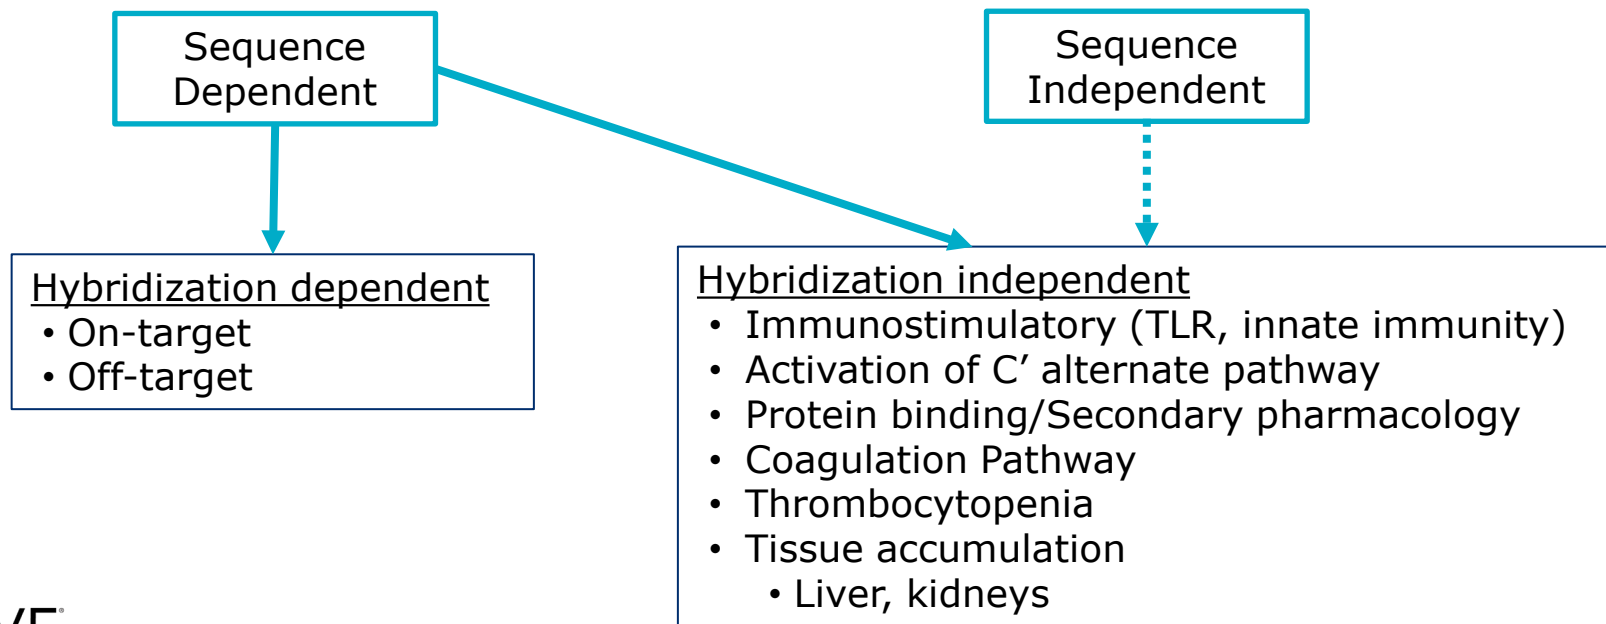 Sequence
Dependent
Sequence
Independent
Hybridization dependent
• On-target
• Off-target
Hybridization independent
• Immunostimulatory (TLR, innate immunity)
• Activation of C’ alternate pathway
• Protein binding/Secondary pharmacology
• Coagulation Pathway
• Thrombocytopenia
• Tissue accumulation
• Liver, kidneys